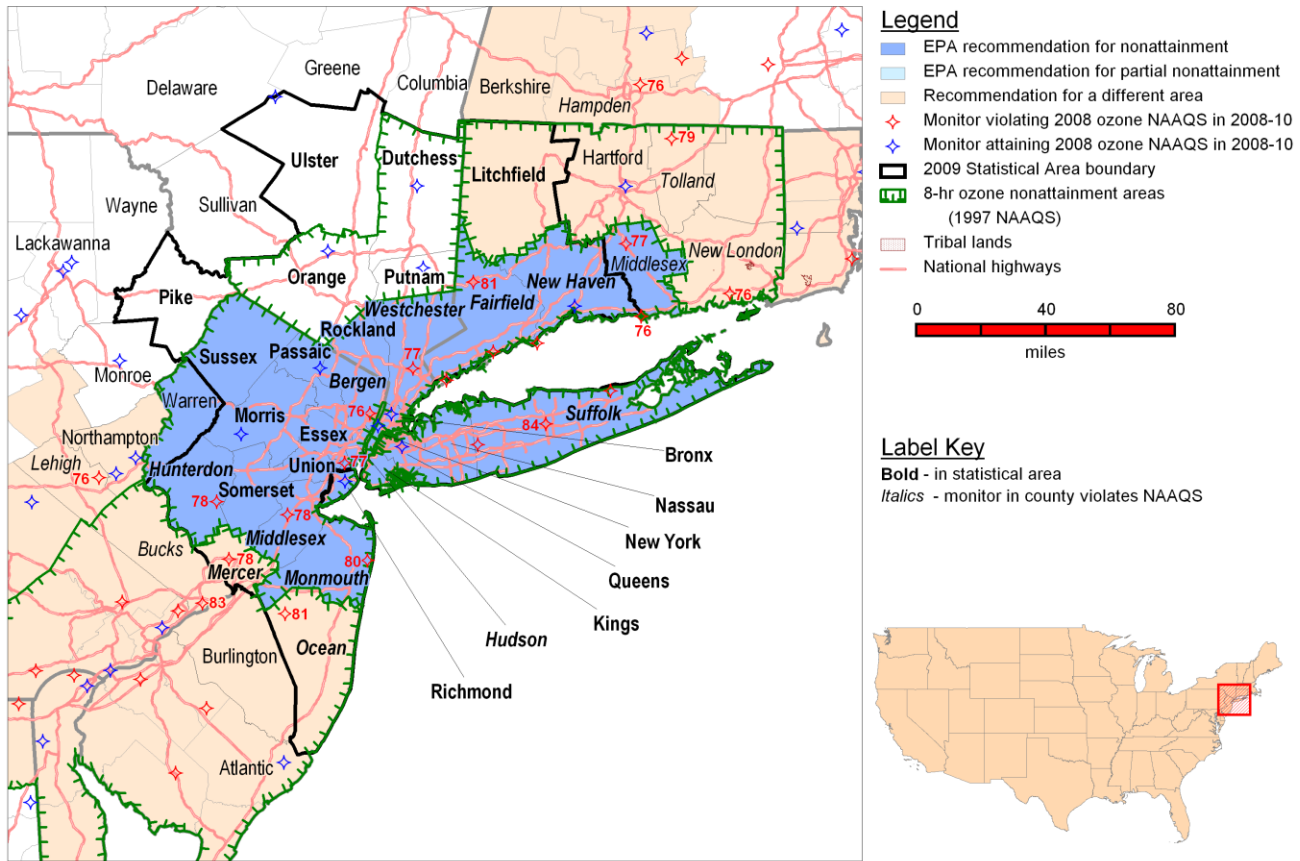 Greene
Delaware
Columbia
Berkshire
Hampden
76
Ulster
Dutchess
79
Hartford
Litchfield
Tolland
Wayne
Sullivan
Lackawanna
77
New London
Middlesex
Orange
Putnam
Pike
81
New Haven
Fairfield
76
Westchester
76
Rockland
Sussex
Passaic
77
Monroe
Bergen
Warren
Morris
76
Suffolk
84
Essex
Northampton
Bronx
Lehigh
76
Hunterdon
Union
77
Somerset
78
Nassau
78
Middlesex
New York
Bucks
78
80
Mercer
Monmouth
Queens
83
81
Kings
Hudson
Ocean
Burlington
Richmond
Atlantic
Legend
EPA recommendation for nonattainment
EPA recommendation for partial nonattainment
Recommendation for a different area
Monitor violating 2008 ozone NAAQS in 2008-10
Monitor attaining 2008 ozone NAAQS in 2008-10
2009 Statistical Area boundary
8-hr ozone nonattainment areas
(1997 NAAQS)
Tribal lands
National highways
0 20 40 60 80
miles
Label Key
Bold - in statistical area
Italics - monitor in county violates NAAQS